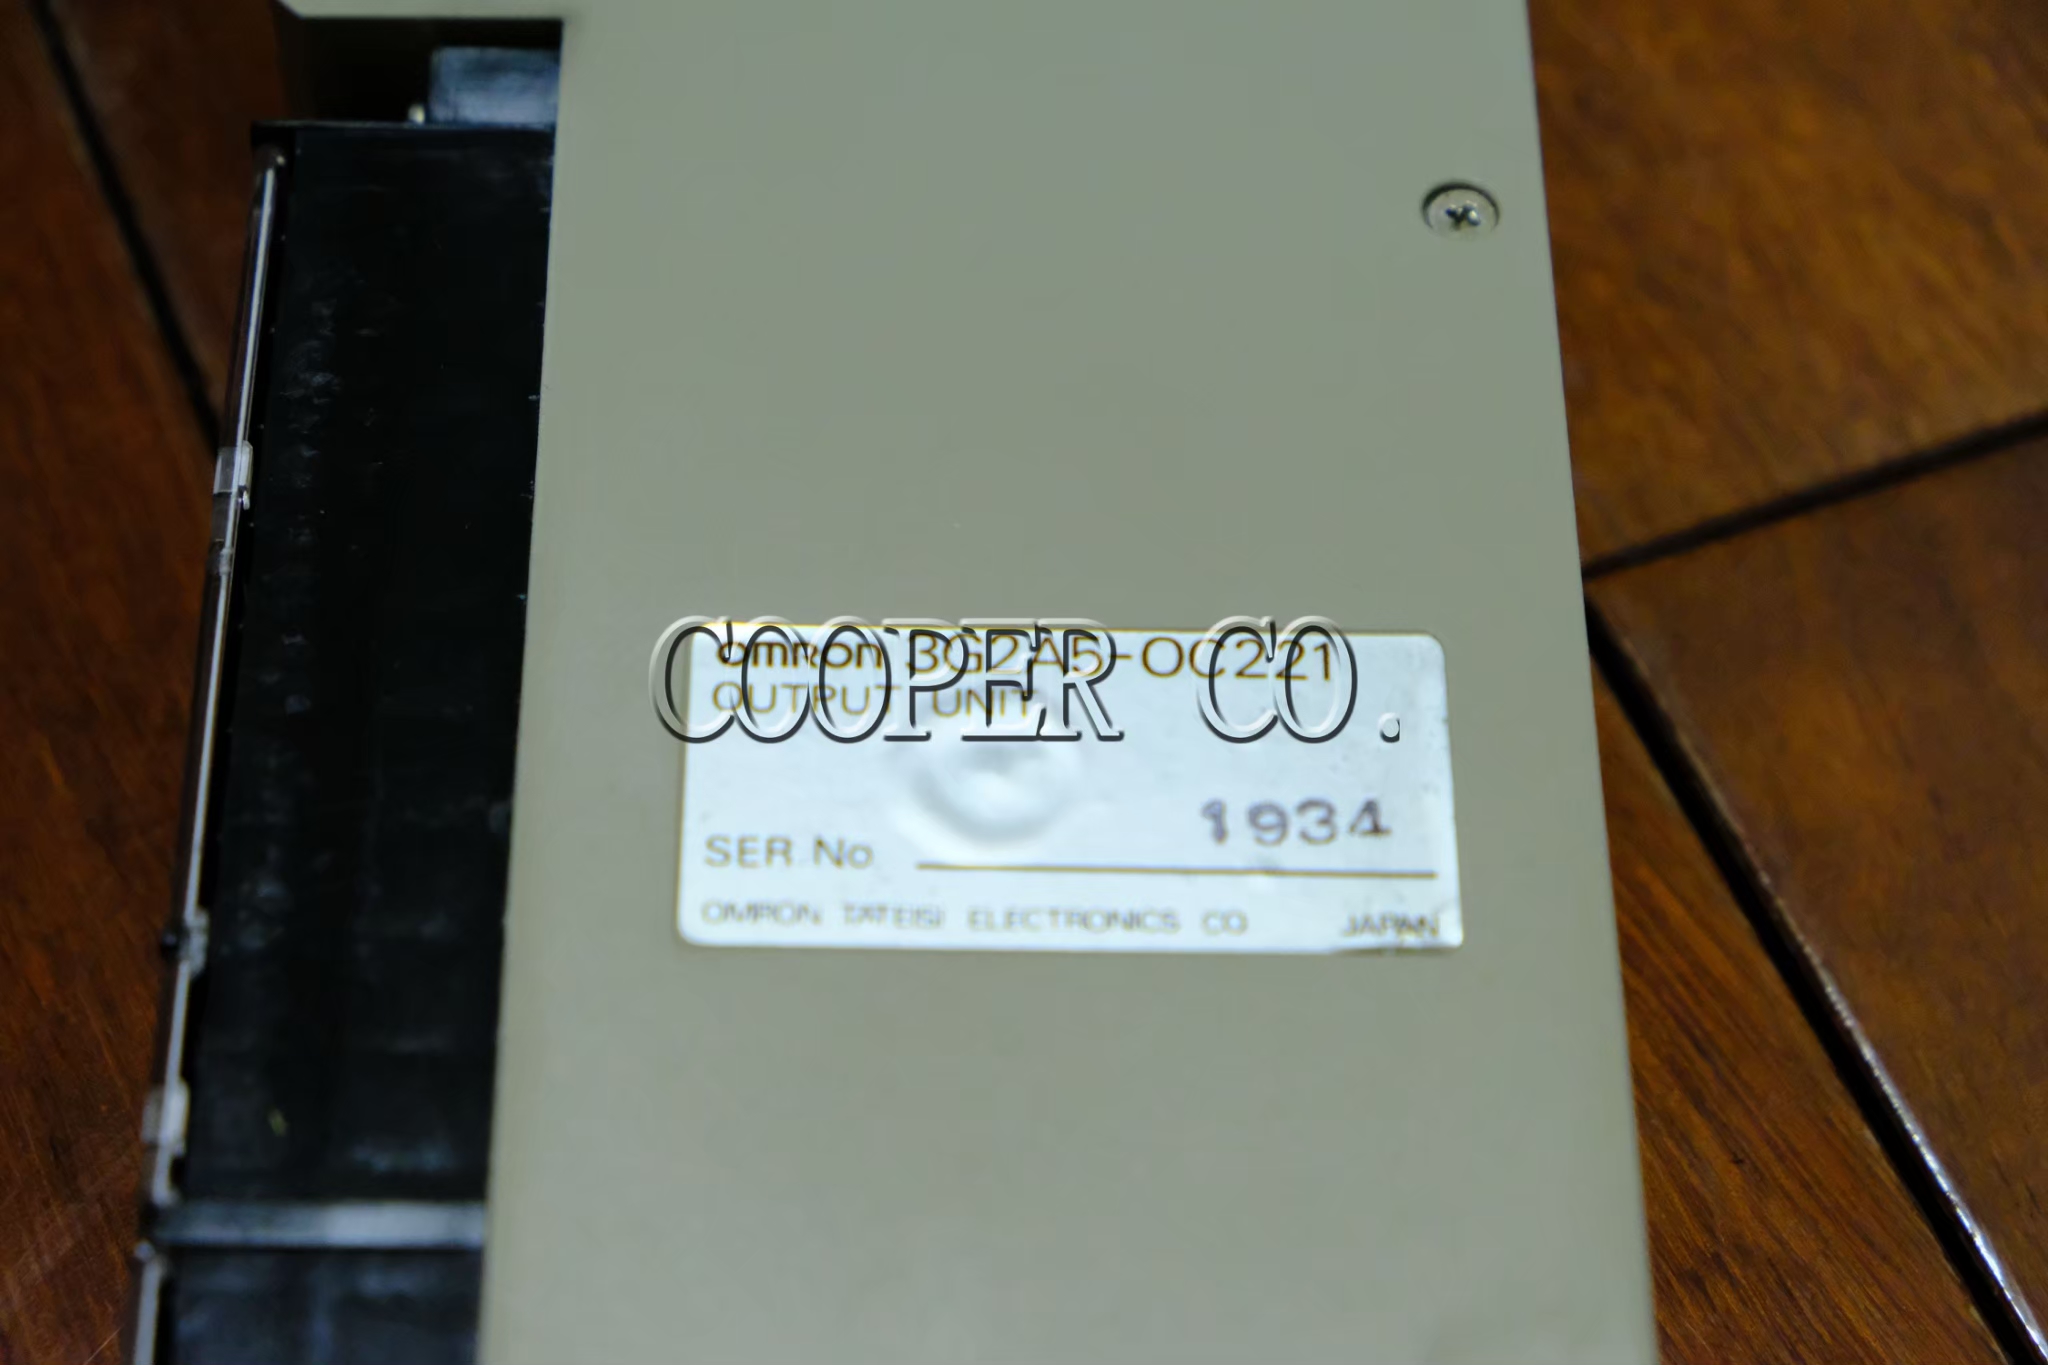 omron 3G2A5-OC221
OUTPUT UNIT
COOPER CO.
1934
SER No
OMRON TATEISI ELECTRONICS CO JAPAN